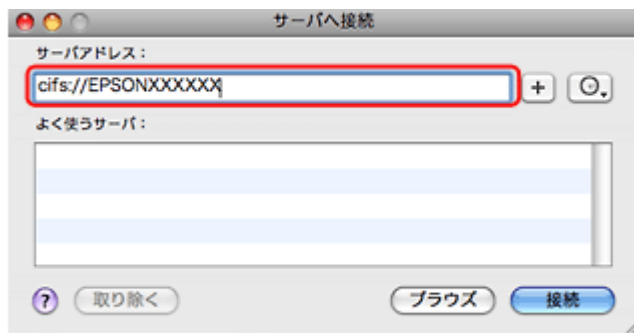 サーバへ接続
サーバアドレス：
cifs://EPSONXXXXXX
+
よく使うサーバ：
? 取り除く ブラウズ 接続